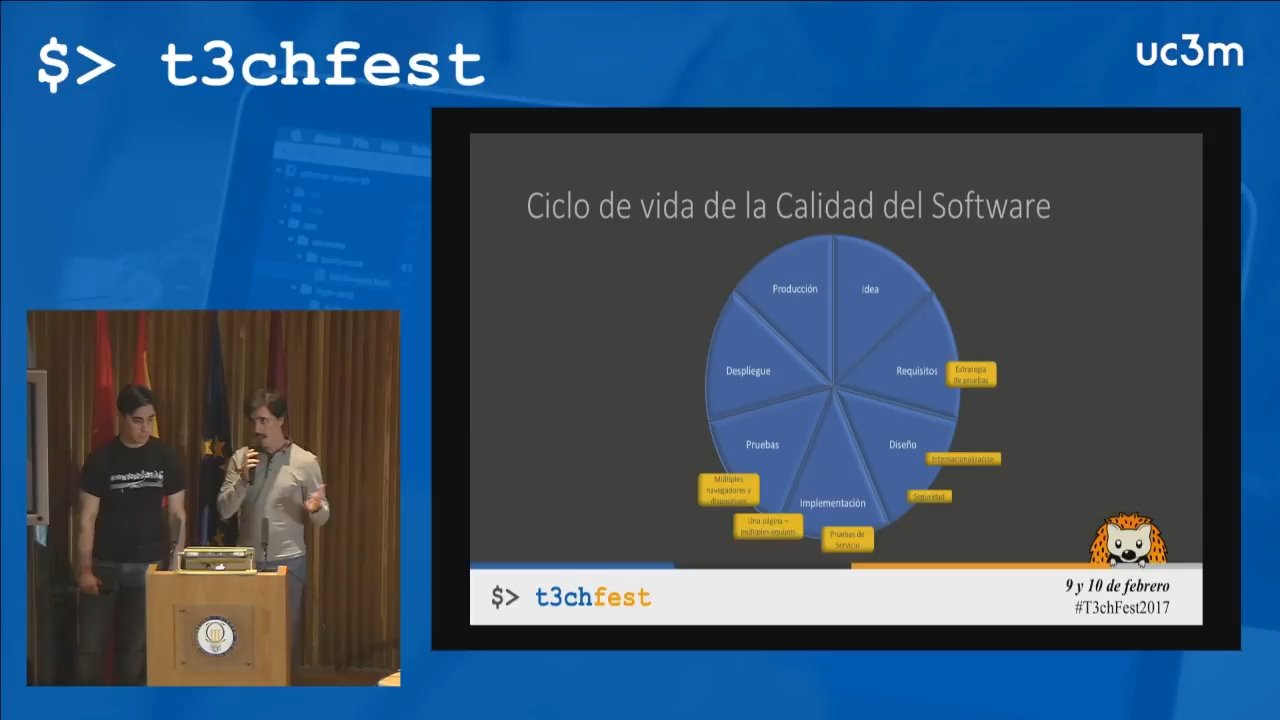 $> t3chfest
uc3m
Ciclo de vida de la Calidad del Software
Producción
Idea
Despliegue
Requisitos
Estrategia
de pruebas
Pruebas
Diseño
Internacionalización
Múltiples
navegadores y
dispositivos
Seguridad
Implementación
Una página –
múltiples equipos
Pruebas de
Servicio
$> t3chfest
9 y 10 de febrero
#T3chFest2017